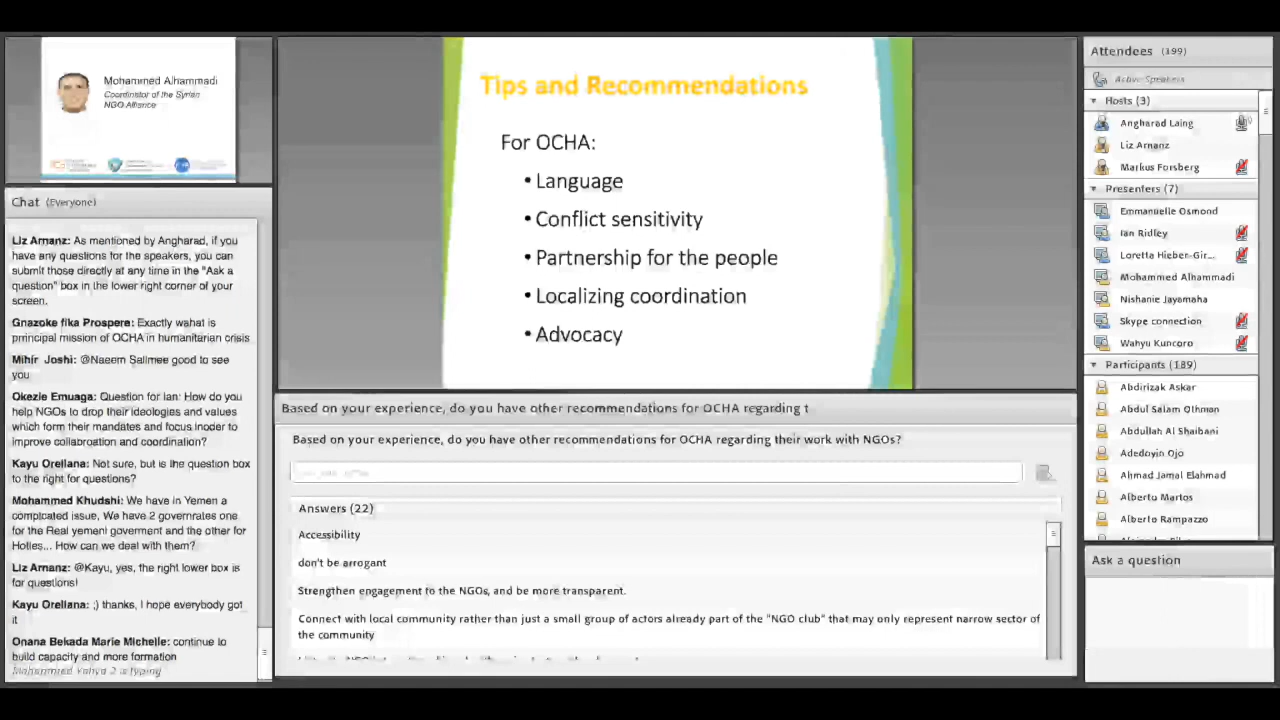 Mohammed Alhammadi
Coordinator of the Syrian
NGO Alliance
Chat (Everyone)
Liz Arnanz: As mentioned by Angharad, if you
have any questions for the speakers, you can
submit those directly at any time in the "Ask a
question" box in the lower right corner of your
screen.
Gnazoke fika Prospere: Exactly wahat is
principal mission of OCHA in humanitarian crisis
Mihir Joshi: @Naeem Salimee good to see
you
Okezie Emuaga: Question for Ian: How do you
help NGOs to drop their ideologies and values
which form their mandates and focus inoder to
improve collabroation and coordination?
Kayu Orellana: Not sure, but is the question box
to the right for questions?
Mohammed Khudshi: We have in Yemen a
complcated issue, We have 2 governrates one
for the Real yemeni goverment and the other for
Hoties... How can we deal with them?
Liz Arnanz: @Kayu, yes, the right lower box is
for questions!
Kayu Orellana: ;) thanks, I hope everybody got
it
Onana Bekada Marie Michelle: continue to
build capacity and more formation
Mohammed Yahya 2 is typing
Tips and Recommendations
For OCHA:
• Language
• Conflict sensitivity
• Partnership for the people
• Localizing coordination
• Advocacy
Based on your experience, do you have other recommendations for OCHA regarding t
Based on your experience, do you have other recommendations for OCHA regarding their work with NGOs?
Answers (22)
Accessibility
don't be arrogant
Strengthen engagement to the NGOs, and be more transparent.
Connect with local community rather than just a small group of actors already part of the "NGO club" that may only represent narrow sector of
the community
Attendees (199)
Active Speakers
Hosts (3)
Angharad Laing
Liz Arnanz
Markus Forsberg
Presenters (7)
Emmanuelle Osmond
Ian Ridley
Loretta Hieber-Gir...
Mohammed Alhammadi
Nishanie Jayamaha
Skype connection
Wahyu Kuncoro
Participants (189)
Abdirizak Askar
Abdul Salam Othman
Abdullah Al Shaibani
Adedoyin Ojo
Ahmad Jamal Elahmad
Alberto Martos
Alberto Rampazzo
Ask a question